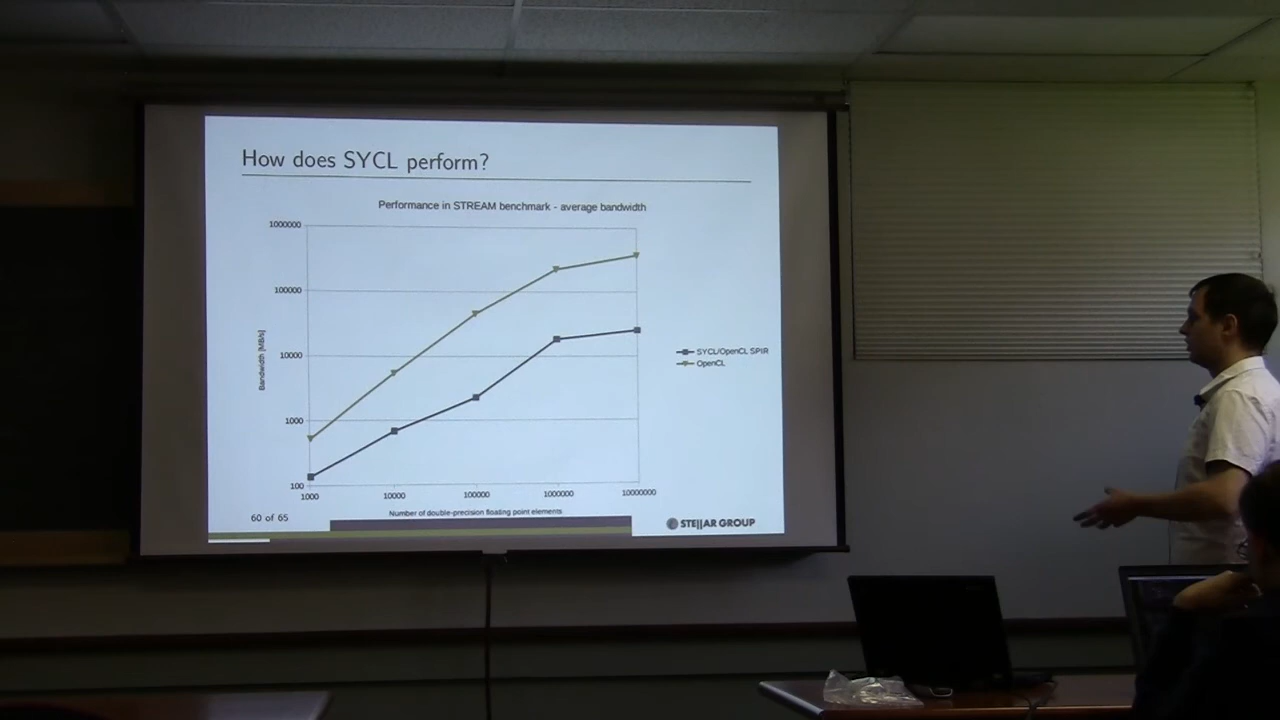 How does SYCL perform?
Performance in STREAM benchmark - average bandwidth
1000000
100000
10000
1000
100
Bandwidth [MB/s]
1000 10000 100000 1000000 10000000
Number of double-precision floating point elements
SYCL/OpenCL SPIR
OpenCL
60 of 65
STE||AR GROUP